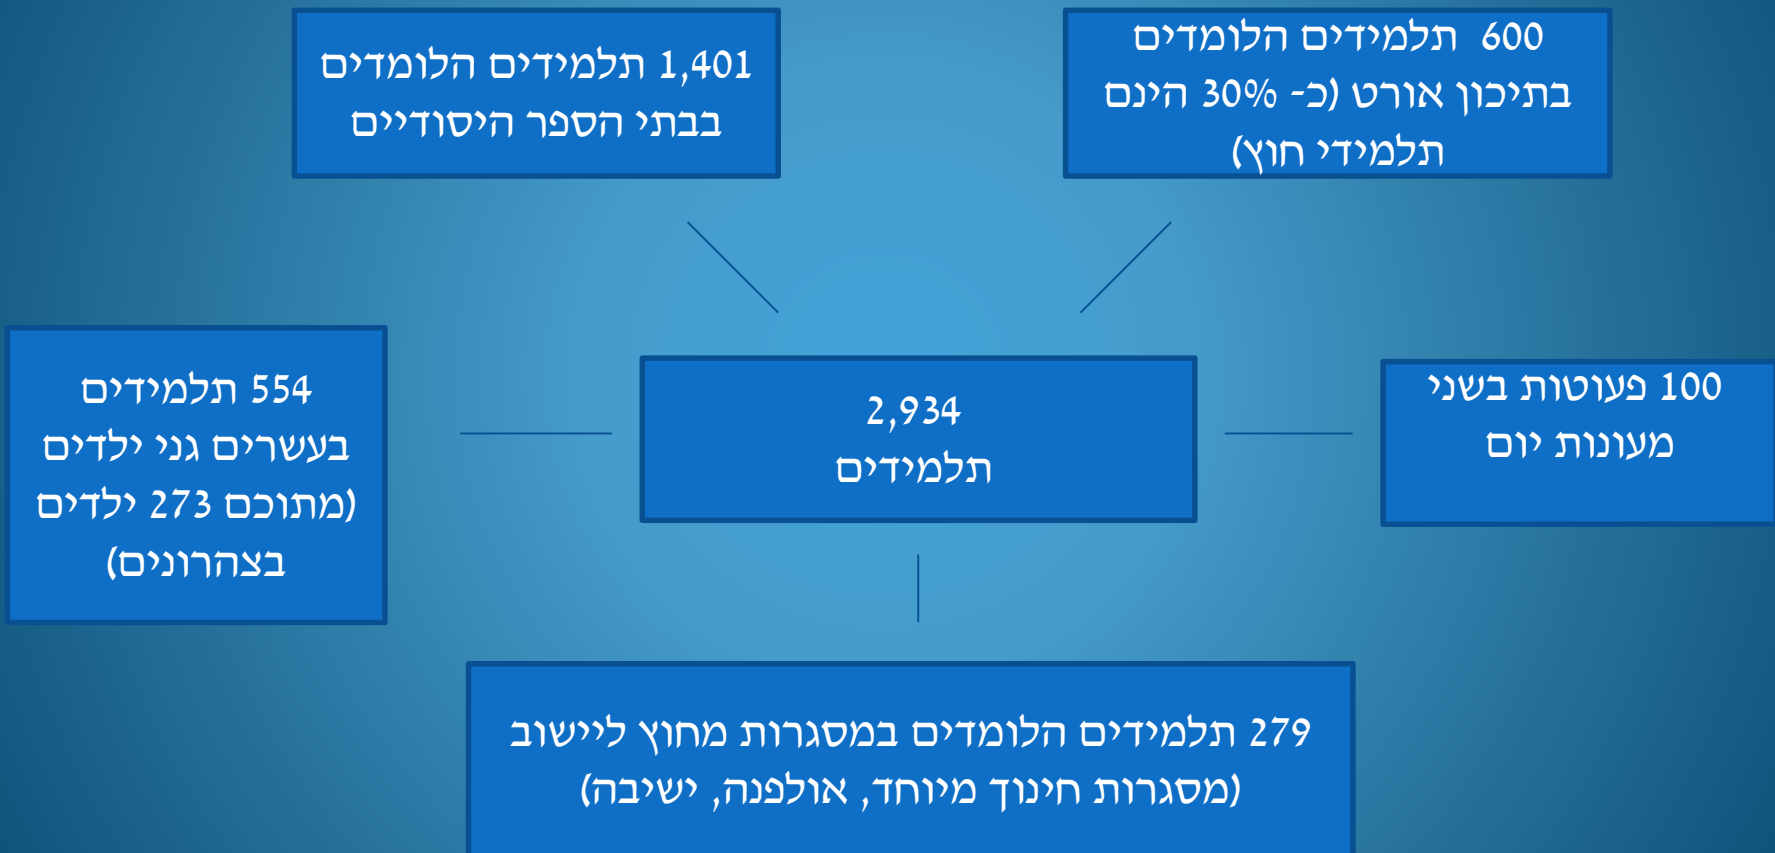 600 תלמידים הלומדים
בתיכון אורט (כ- 30% הינם
תלמידי חוץ)
1,401 תלמידים הלומדים
בבתי הספר היסודיים
100 פעוטות בשני
מעונות יום
2,934
תלמידים
554 תלמידים
בעשרים גני ילדים
(מתוכם 273 ילדים
בצהרונים)
279 תלמידים הלומדים במסגרות מחוץ ליישוב
(מסגרות חינוך מיוחד, אולפנה, ישיבה)